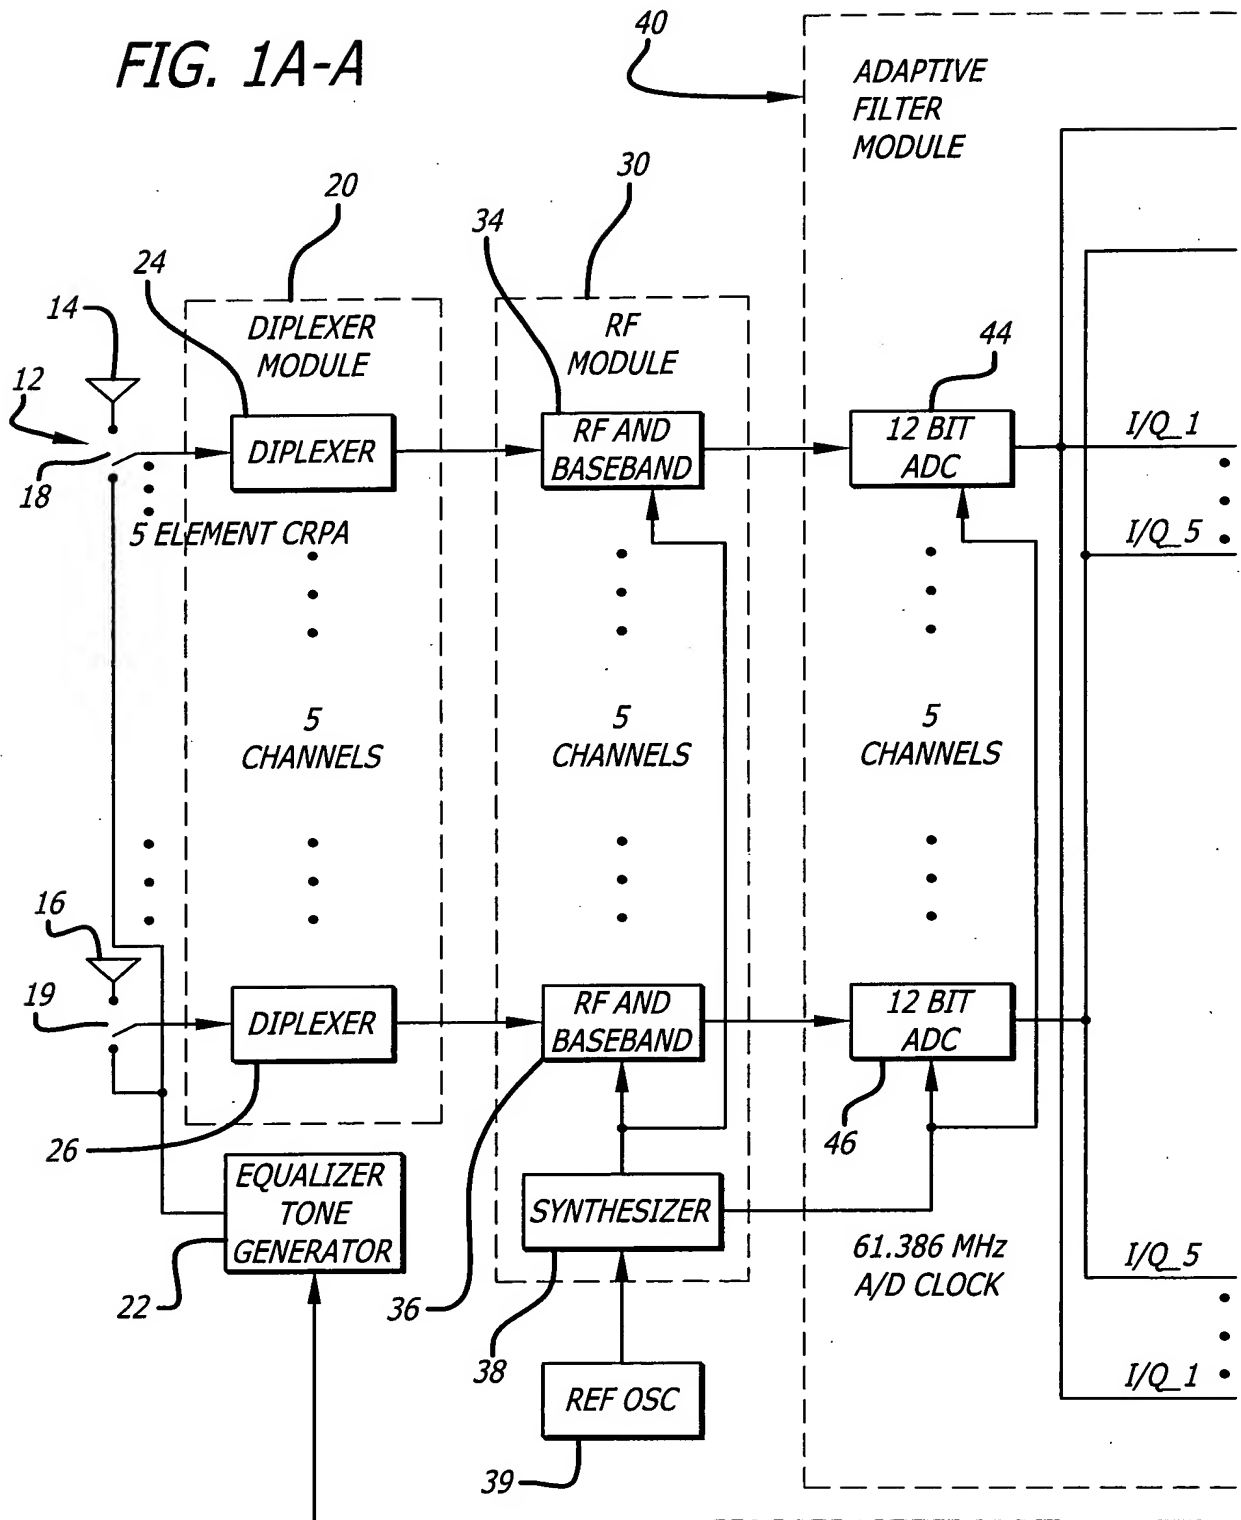 FIG. 1A-A
40
ADAPTIVE
FILTER
MODULE
20
30
34
24
14
DIPLEXER
MODULE
RF
MODULE
44
12
18
DIPLEXER
RF AND
BASEBAND
12 BIT
ADC
I/Q_1
5 ELEMENT CRPA
I/Q_5
5
CHANNELS
5
CHANNELS
5
CHANNELS
16
19
DIPLEXER
RF AND
BASEBAND
12 BIT
ADC
26
46
EQUALIZER
TONE
GENERATOR
SYNTHESIZER
61.386 MHz
A/D CLOCK
I/Q_5
22
36
38
REF OSC
I/Q_1
39